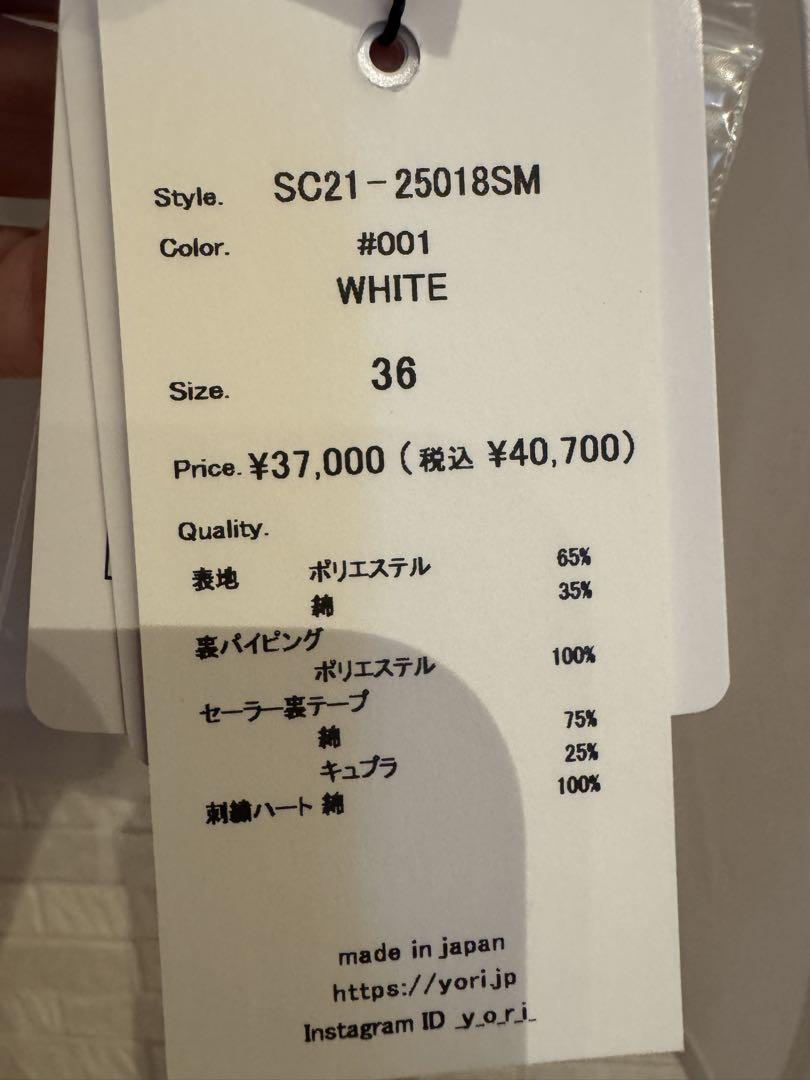 Style. SC21-25018SM
Color. #001
WHITE
Size. 36
Price. ¥37,000 (税込 ¥40,700)
Quality.
表地 ポリエステル 65%
綿 35%
裏パイピング
ポリエステル 100%
セーラー裏テープ
綿 75%
キュプラ 25%
刺繍ハート 綿 100%
made in japan
https://yori.jp
Instagram ID _y_o_r_i_